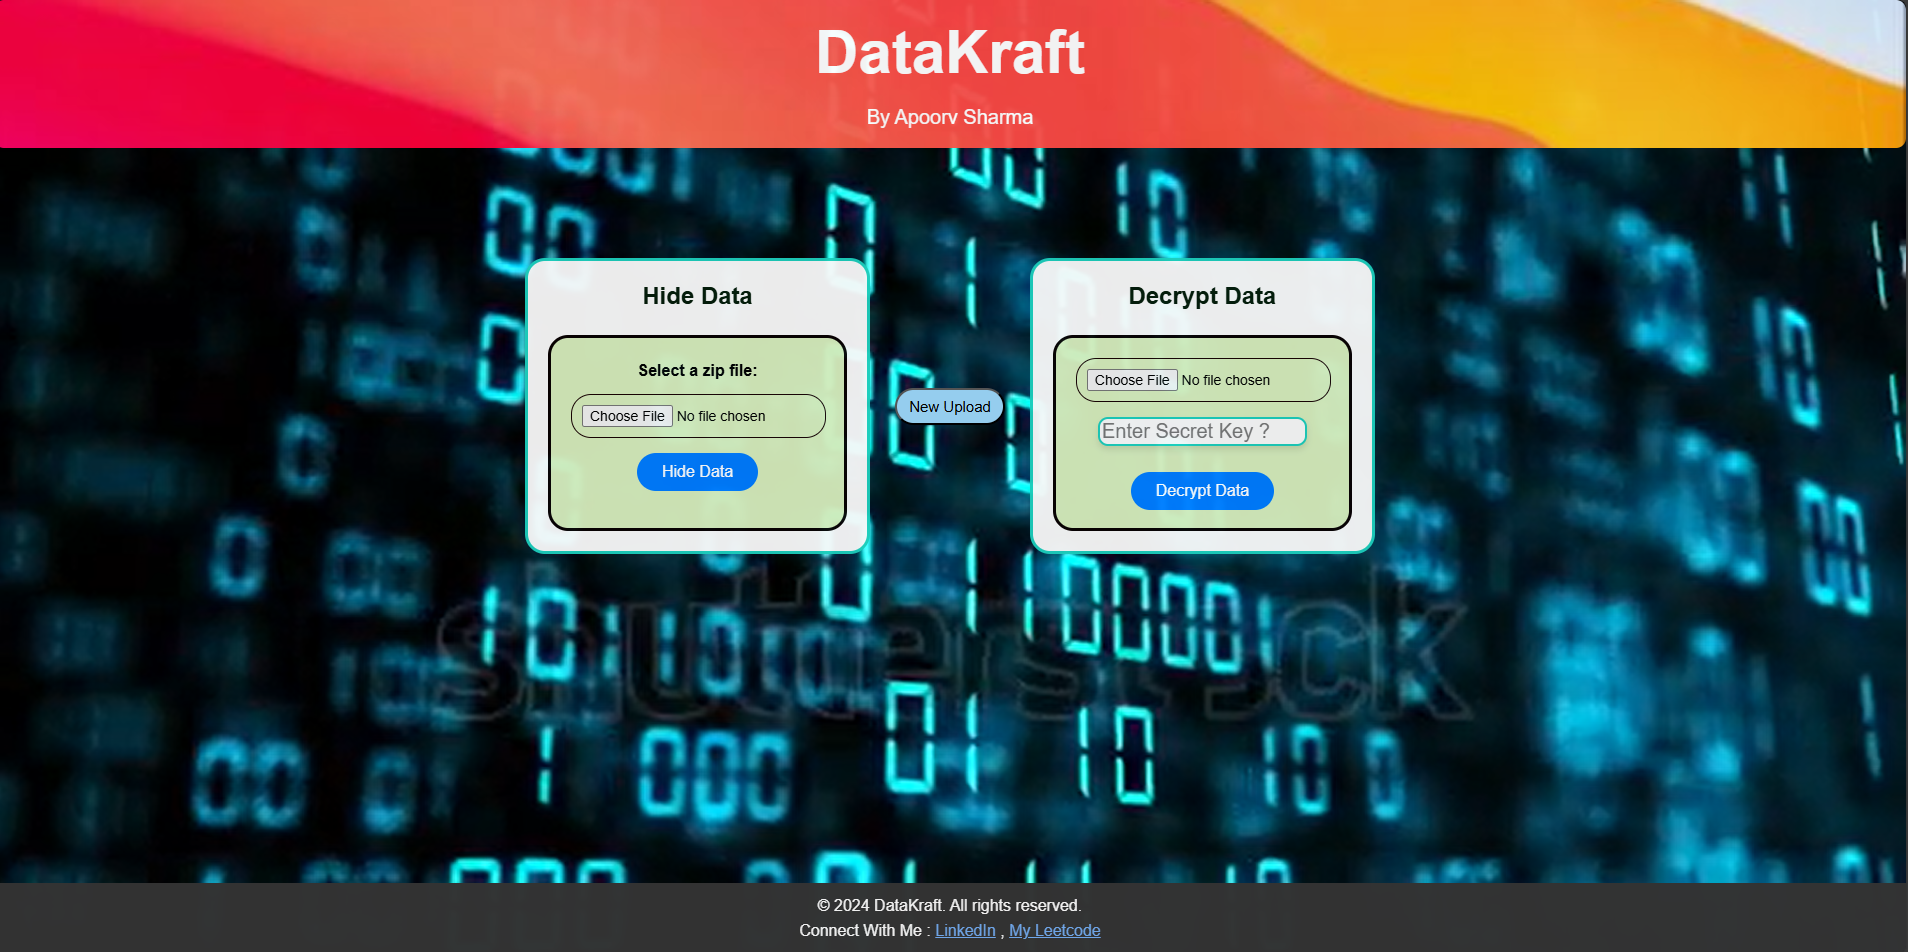 DataKraft
By Apoorv Sharma
Hide Data
Select a zip file:
Choose File No file chosen
Hide Data
New Upload
Decrypt Data
Choose File No file chosen
Enter Secret Key ?
Decrypt Data
shutterstock
© 2024 DataKraft. All rights reserved.
Connect With Me : LinkedIn , My Leetcode